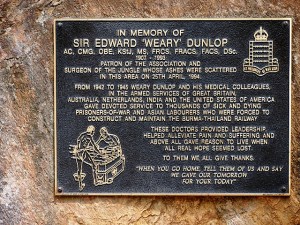 IN MEMORY OF
SIR EDWARD 'WEARY' DUNLOP
AC, CMG, OBE, KStJ, MS, FRCS, FRACS, FACS, DSc.
1907 - 1993
PATRON OF THE ASSOCIATION AND
SURGEON OF THE JUNGLE WHOSE ASHES WERE SCATTERED
IN THIS AREA ON 25TH APRIL, 1994.
FROM 1942 TO 1945 WEARY DUNLOP AND HIS MEDICAL COLLEAGUES,
IN THE ARMED SERVICES OF GREAT BRITAIN,
AUSTRALIA, NETHERLANDS, INDIA AND THE UNITED STATES OF AMERICA
GAVE DEVOTED SERVICE TO THOUSANDS OF SICK AND DYING
PRISONERS-OF-WAR AND ASIAN LABOURERS WHO WERE FORCED TO
CONSTRUCT AND MAINTAIN THE BURMA-THAILAND RAILWAY
THESE DOCTORS PROVIDED LEADERSHIP,
HELPED ALLEVIATE PAIN AND SUFFERING AND
ABOVE ALL GAVE REASON TO LIVE WHEN
ALL REAL HOPE SEEMED LOST.
TO THEM WE ALL GIVE THANKS.
"WHEN YOU GO HOME, TELL THEM OF US AND SAY
WE GAVE OUR TOMORROW
FOR YOUR TODAY"